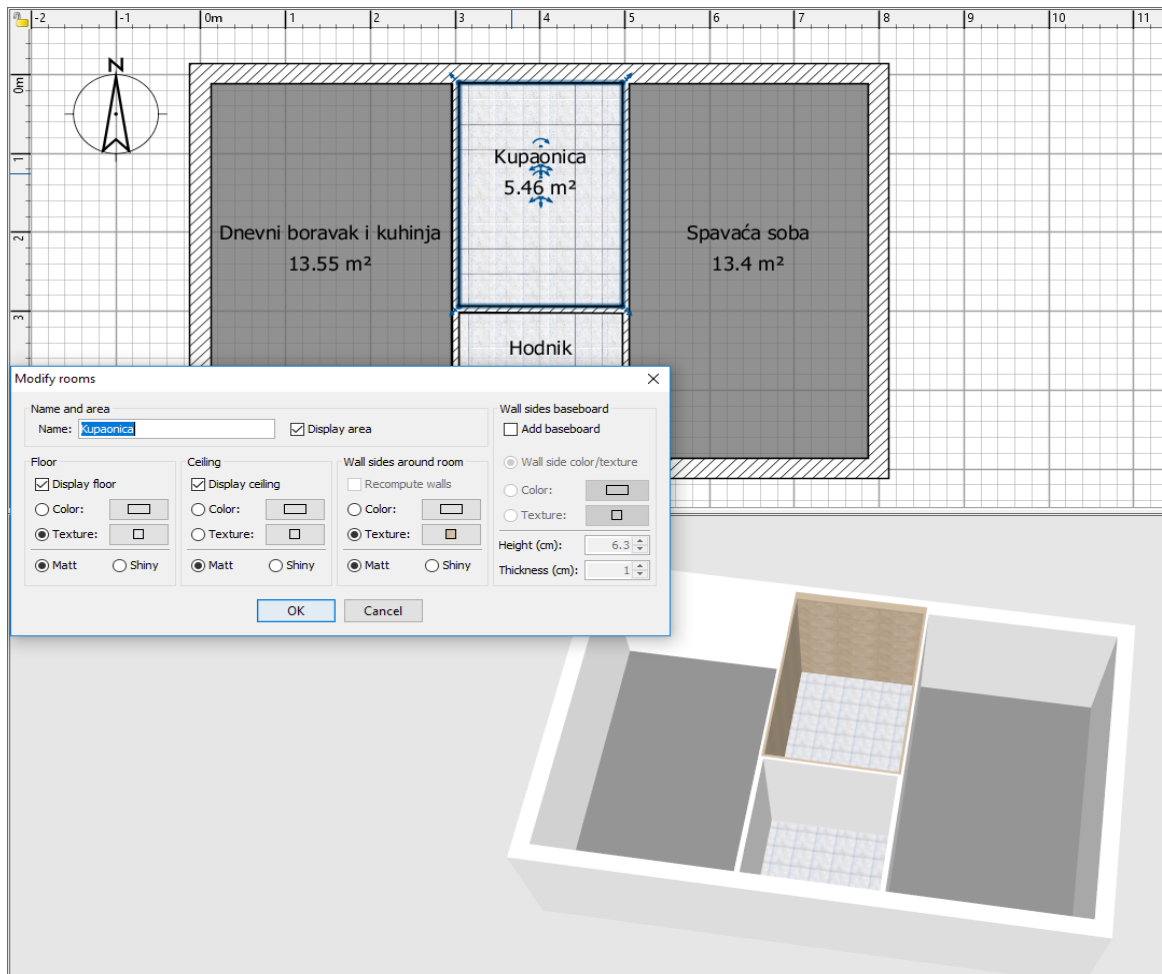 -2 -1 0m 1 2 3 4 5 6 7 8 9 10 11
N
0m
1
2
3
Kupaonica
5.46 m²
Dnevni boravak i kuhinja
13.55 m²
Spavaća soba
13.4 m²
Hodnik
Modify rooms
Name and area
Name: Kupaonica Display area
Floor
Display floor
Color:
Texture:
Matt Shiny
Ceiling
Display ceiling
Color:
Texture:
Matt Shiny
Wall sides around room
Recompute walls
Color:
Texture:
Matt Shiny
Wall sides baseboard
Add baseboard
Wall side color/texture
Color:
Texture:
Height (cm): 6.3
Thickness (cm): 1
OK Cancel